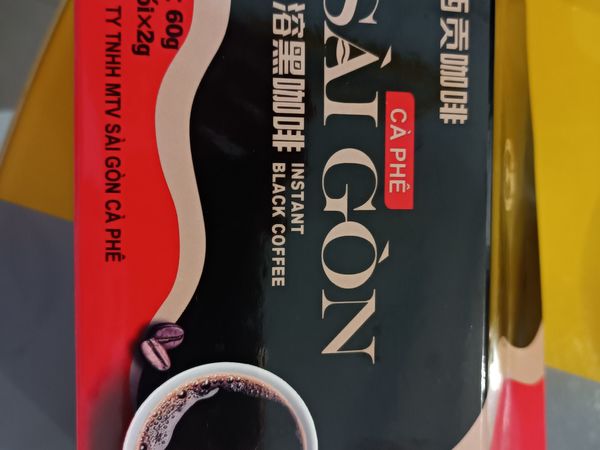 西贡咖啡
CÀ PHÊ
SÀI GÒN
溶黑咖啡
INSTANT
BLACK COFFEE
: 60g
ói×2g
TY TNHH MTV SÀI GÒN CÀ PHÊ